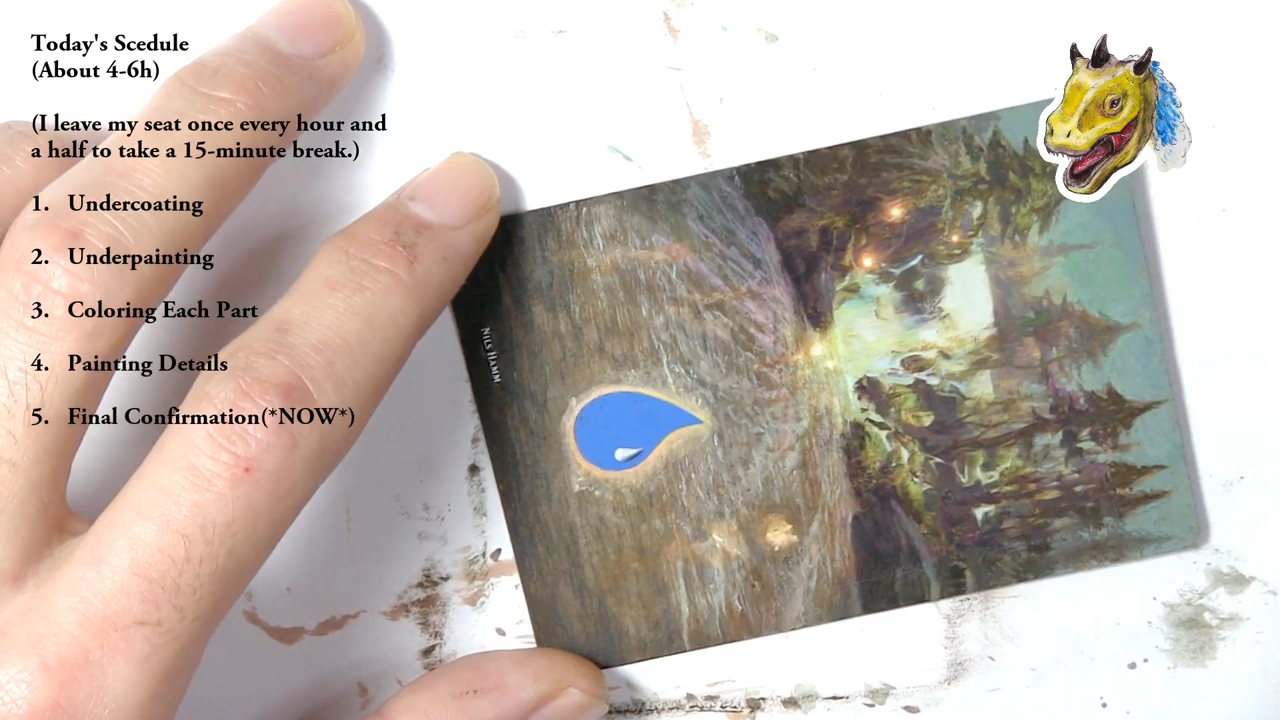 Today's Scedule
(About 4-6h)
(I leave my seat once every hour and
a half to take a 15-minute break.)
1. Undercoating
2. Underpainting
3. Coloring Each Part
4. Painting Details
5. Final Confirmation(*NOW*)
NILS HAMM